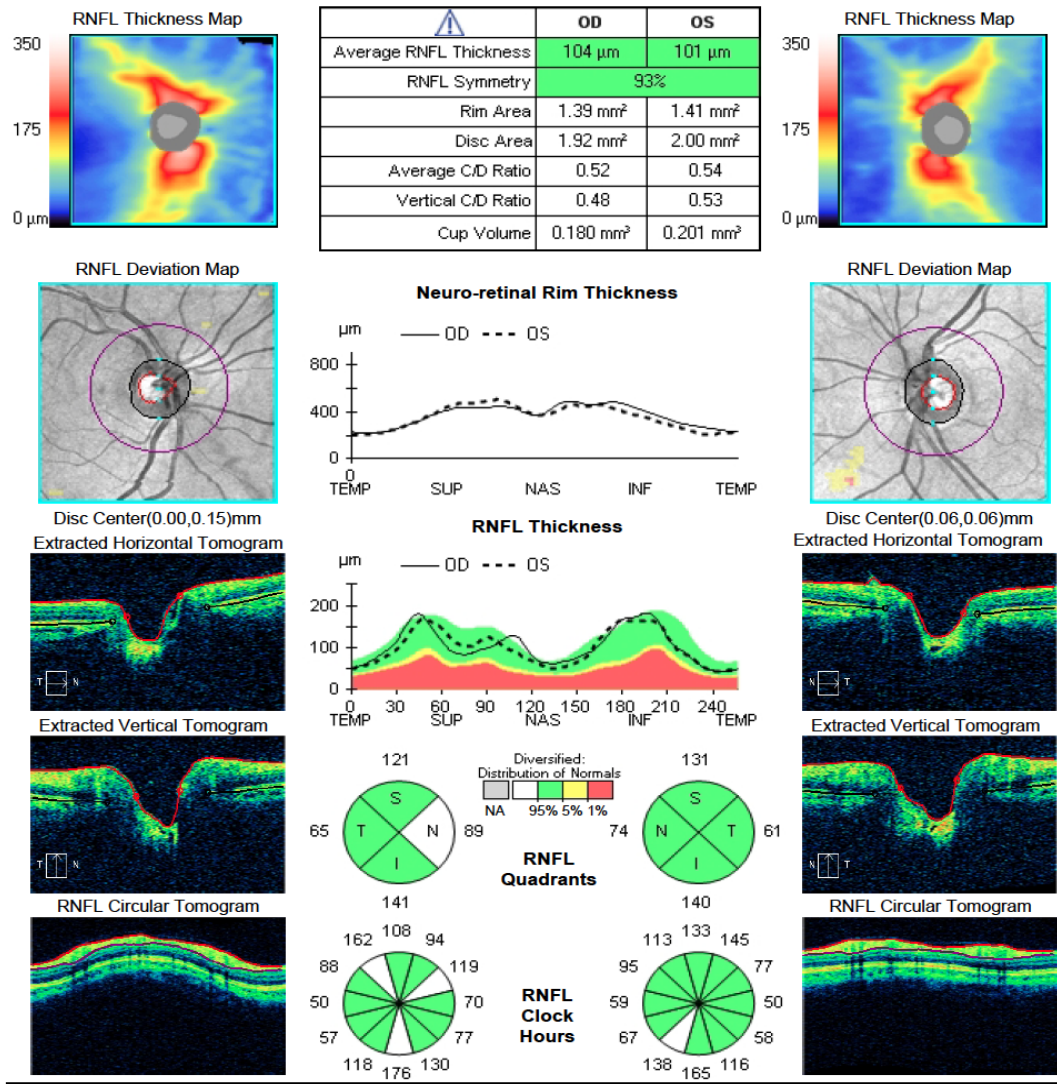 RNFL Thickness Map
350
175
0 µm
OD OS
Average RNFL Thickness 104 µm 101 µm
RNFL Symmetry 93%
Rim Area 1.39 mm² 1.41 mm²
Disc Area 1.92 mm² 2.00 mm²
Average C/D Ratio 0.52 0.54
Vertical C/D Ratio 0.48 0.53
Cup Volume 0.180 mm³ 0.201 mm³
RNFL Thickness Map
350
175
0 µm
RNFL Deviation Map
Disc Center(0.00,0.15)mm
Neuro-retinal Rim Thickness
µm OD OS
800
400
0
0
TEMP SUP NAS INF TEMP
RNFL Deviation Map
Disc Center(0.06,0.06)mm
Extracted Horizontal Tomogram
T N
RNFL Thickness
µm OD OS
200
100
0
0 30 60 90 120 150 180 210 240
TEMP SUP NAS INF TEMP
Extracted Horizontal Tomogram
N T
Extracted Vertical Tomogram
T N
121
S
65 T N 89
I
141
Diversified:
Distribution of Normals
NA 95% 5% 1%
RNFL
Quadrants
131
S
74 N T 61
I
140
Extracted Vertical Tomogram
N T
RNFL Circular Tomogram
108
162 94
88 119
50 70
57 77
118 130
176
RNFL
Clock
Hours
133
113 145
95 77
59 50
67 58
138 116
165
RNFL Circular Tomogram